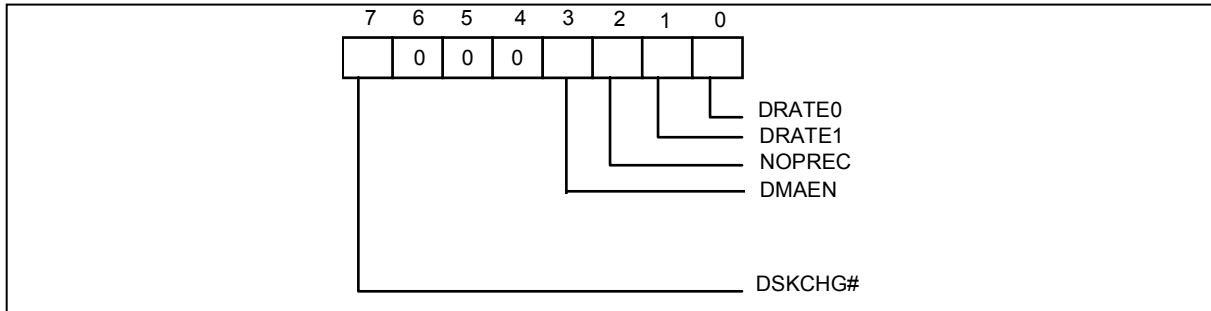 7 6 5 4 3 2 1 0
0 0 0
DRATE0
DRATE1
NOPREC
DMAEN
DSKCHG#